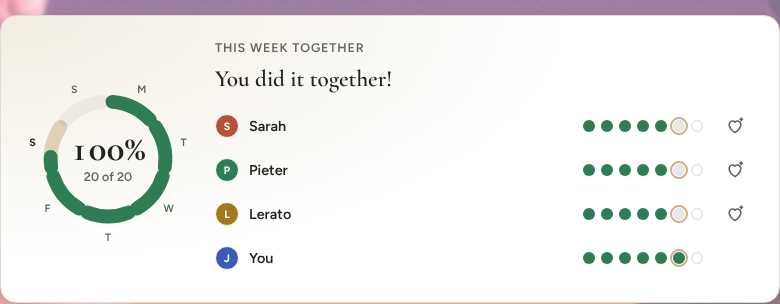 THIS WEEK TOGETHER
You did it together!
S
M
S
T
100%
20 of 20
F
W
T
S Sarah
P Pieter
L Lerato
J You